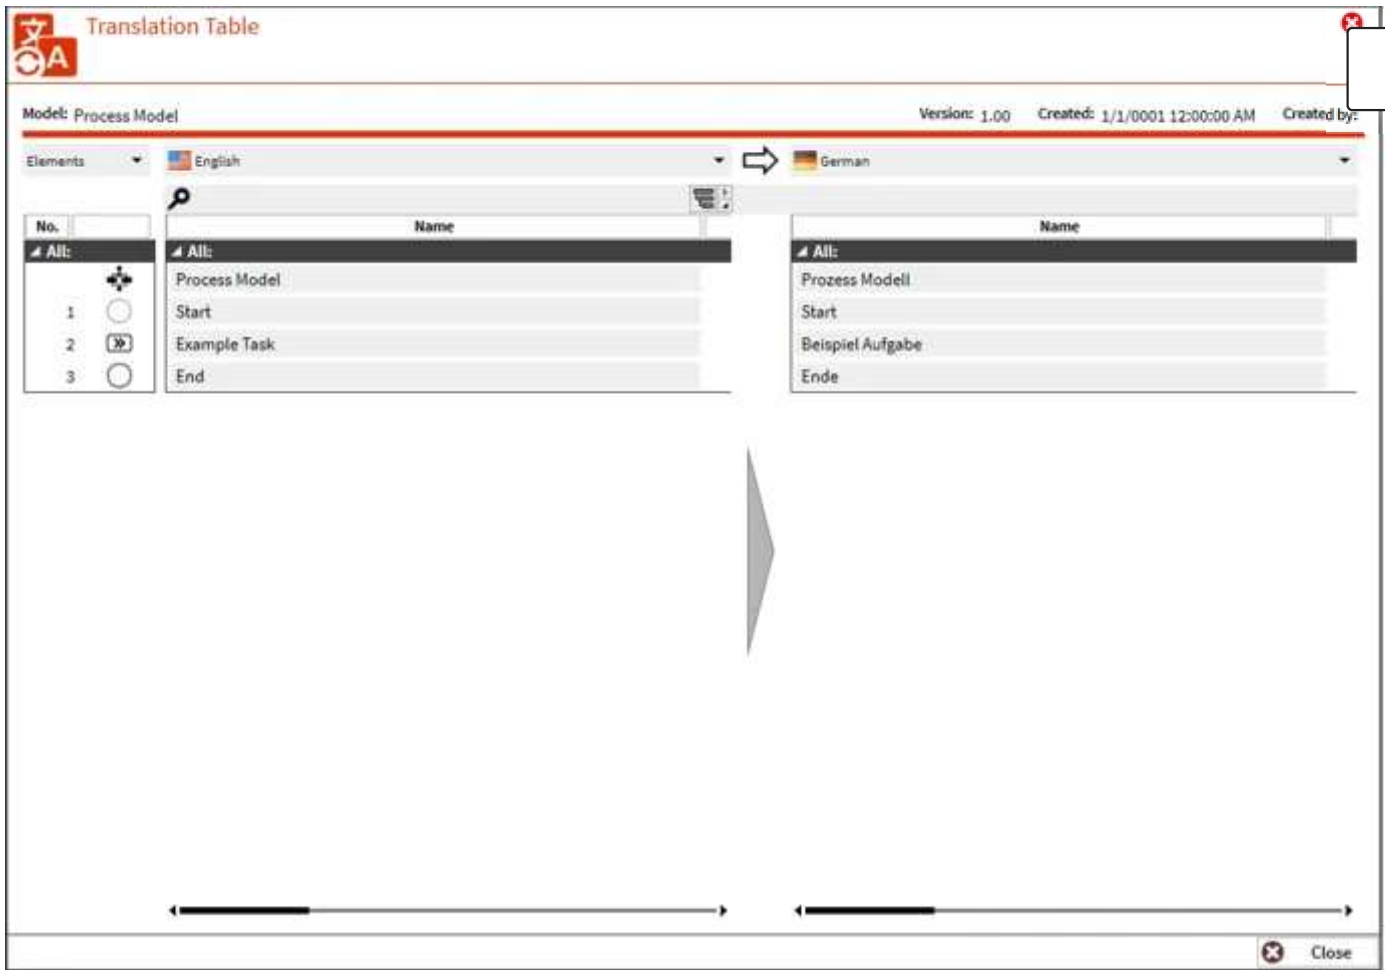 文
A
Translation Table
Model: Process Model Version: 1.00 Created: 1/1/0001 12:00:00 AM Created by:
Elements English German
No. Name Name
All: All: All:
Process Model Prozess Modell
1 Start Start
2 Example Task Beispiel Aufgabe
3 End Ende
Close